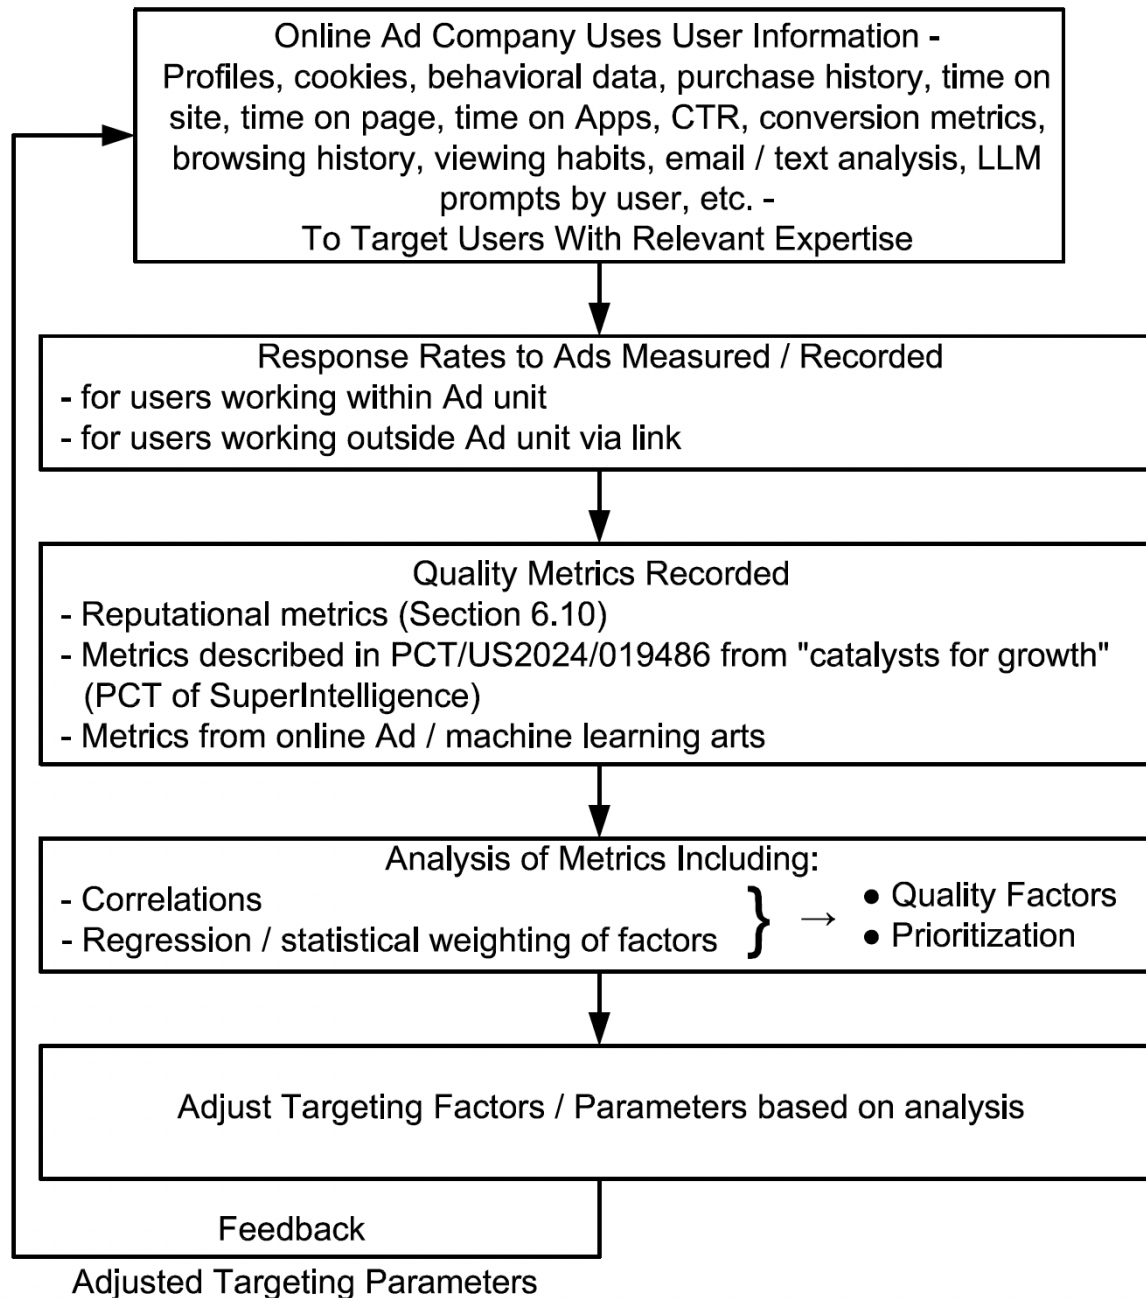 Online Ad Company Uses User Information -
Profiles, cookies, behavioral data, purchase history, time on
site, time on page, time on Apps, CTR, conversion metrics,
browsing history, viewing habits, email / text analysis, LLM
prompts by user, etc. -
To Target Users With Relevant Expertise
Response Rates to Ads Measured / Recorded
- for users working within Ad unit
- for users working outside Ad unit via link
Quality Metrics Recorded
- Reputational metrics (Section 6.10)
- Metrics described in PCT/US2024/019486 from "catalysts for growth"
(PCT of SuperIntelligence)
- Metrics from online Ad / machine learning arts
Analysis of Metrics Including:
- Correlations
- Regression / statistical weighting of factors
} →
● Quality Factors
● Prioritization
Adjust Targeting Factors / Parameters based on analysis
Feedback
Adjusted Targeting Parameters